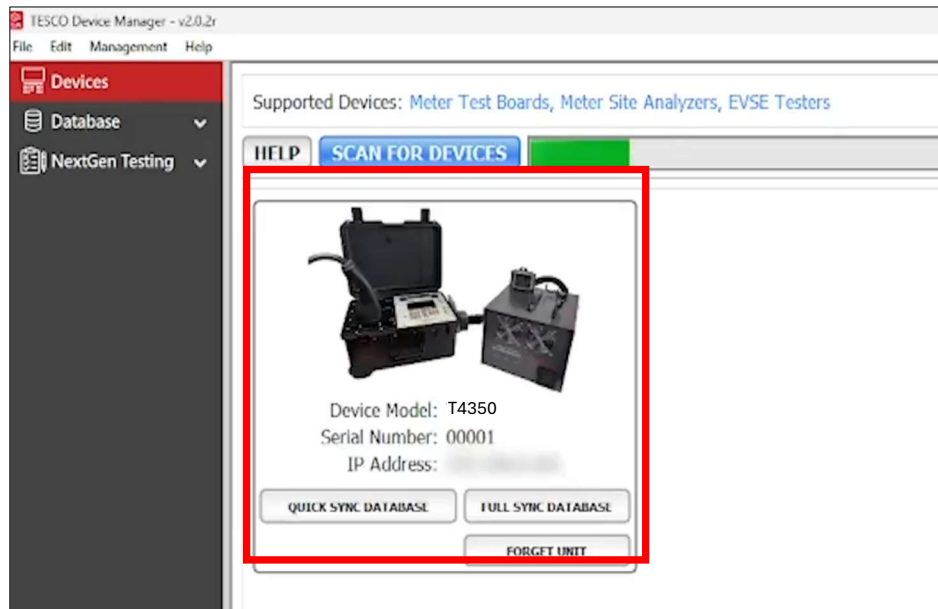 TESCO Device Manager - v2.0.2r
File Edit Management Help
Devices
Database
NextGen Testing
Supported Devices: Meter Test Boards, Meter Site Analyzers, EVSE Testers
HELP SCAN FOR DEVICES
Device Model: T4350
Serial Number: 00001
IP Address:
QUICK SYNC DATABASE FULL SYNC DATABASE
FORGET UNIT